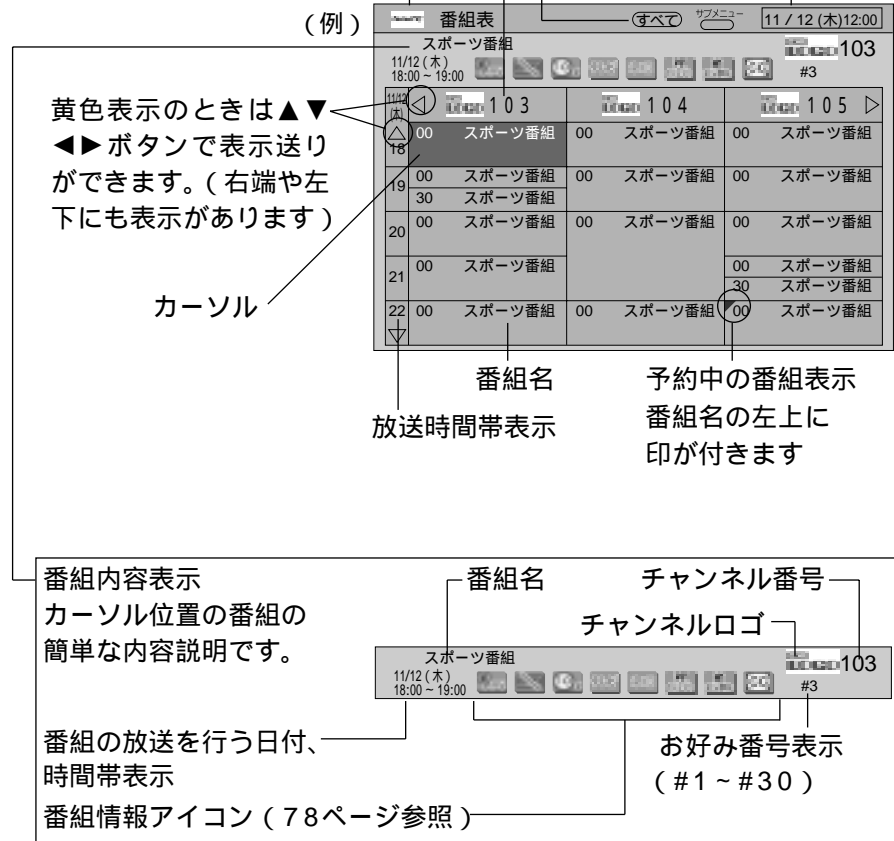 (例)
番組表 すべて サブメニュー 11/12(木)12:00
スポーツ番組
11/12(木)
18:00~19:00
103
#3
黄色表示のときは▲▼
◀▶ボタンで表示送り
ができます。(右端や左
下にも表示があります)
カーソル
11/12
(木)
◁ 103 104 105 ▷
△
18 00 スポーツ番組 00 スポーツ番組 00 スポーツ番組
19 00 スポーツ番組 00 スポーツ番組 00 スポーツ番組
30 スポーツ番組
20 00 スポーツ番組 00 スポーツ番組 00 スポーツ番組
21 00 スポーツ番組 00 スポーツ番組
30 スポーツ番組
22 00 スポーツ番組 00 スポーツ番組 00 スポーツ番組
▽
番組名
放送時間帯表示
予約中の番組表示
番組名の左上に
印が付きます
番組内容表示
カーソル位置の番組の
簡単な内容説明です。
番組名
チャンネル番号
チャンネルロゴ
スポーツ番組
11/12(木)
18:00~19:00
103
#3
番組の放送を行う日付、
時間帯表示
お好み番号表示
(#1~#30)
番組情報アイコン(78ページ参照)